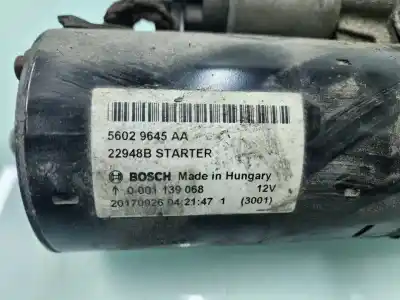 5602 9645 AA
22948B STARTER
BOSCH Made in Hungary
↑ 0 001 139 068 12V
20170926 04 21:47 1 (3001)